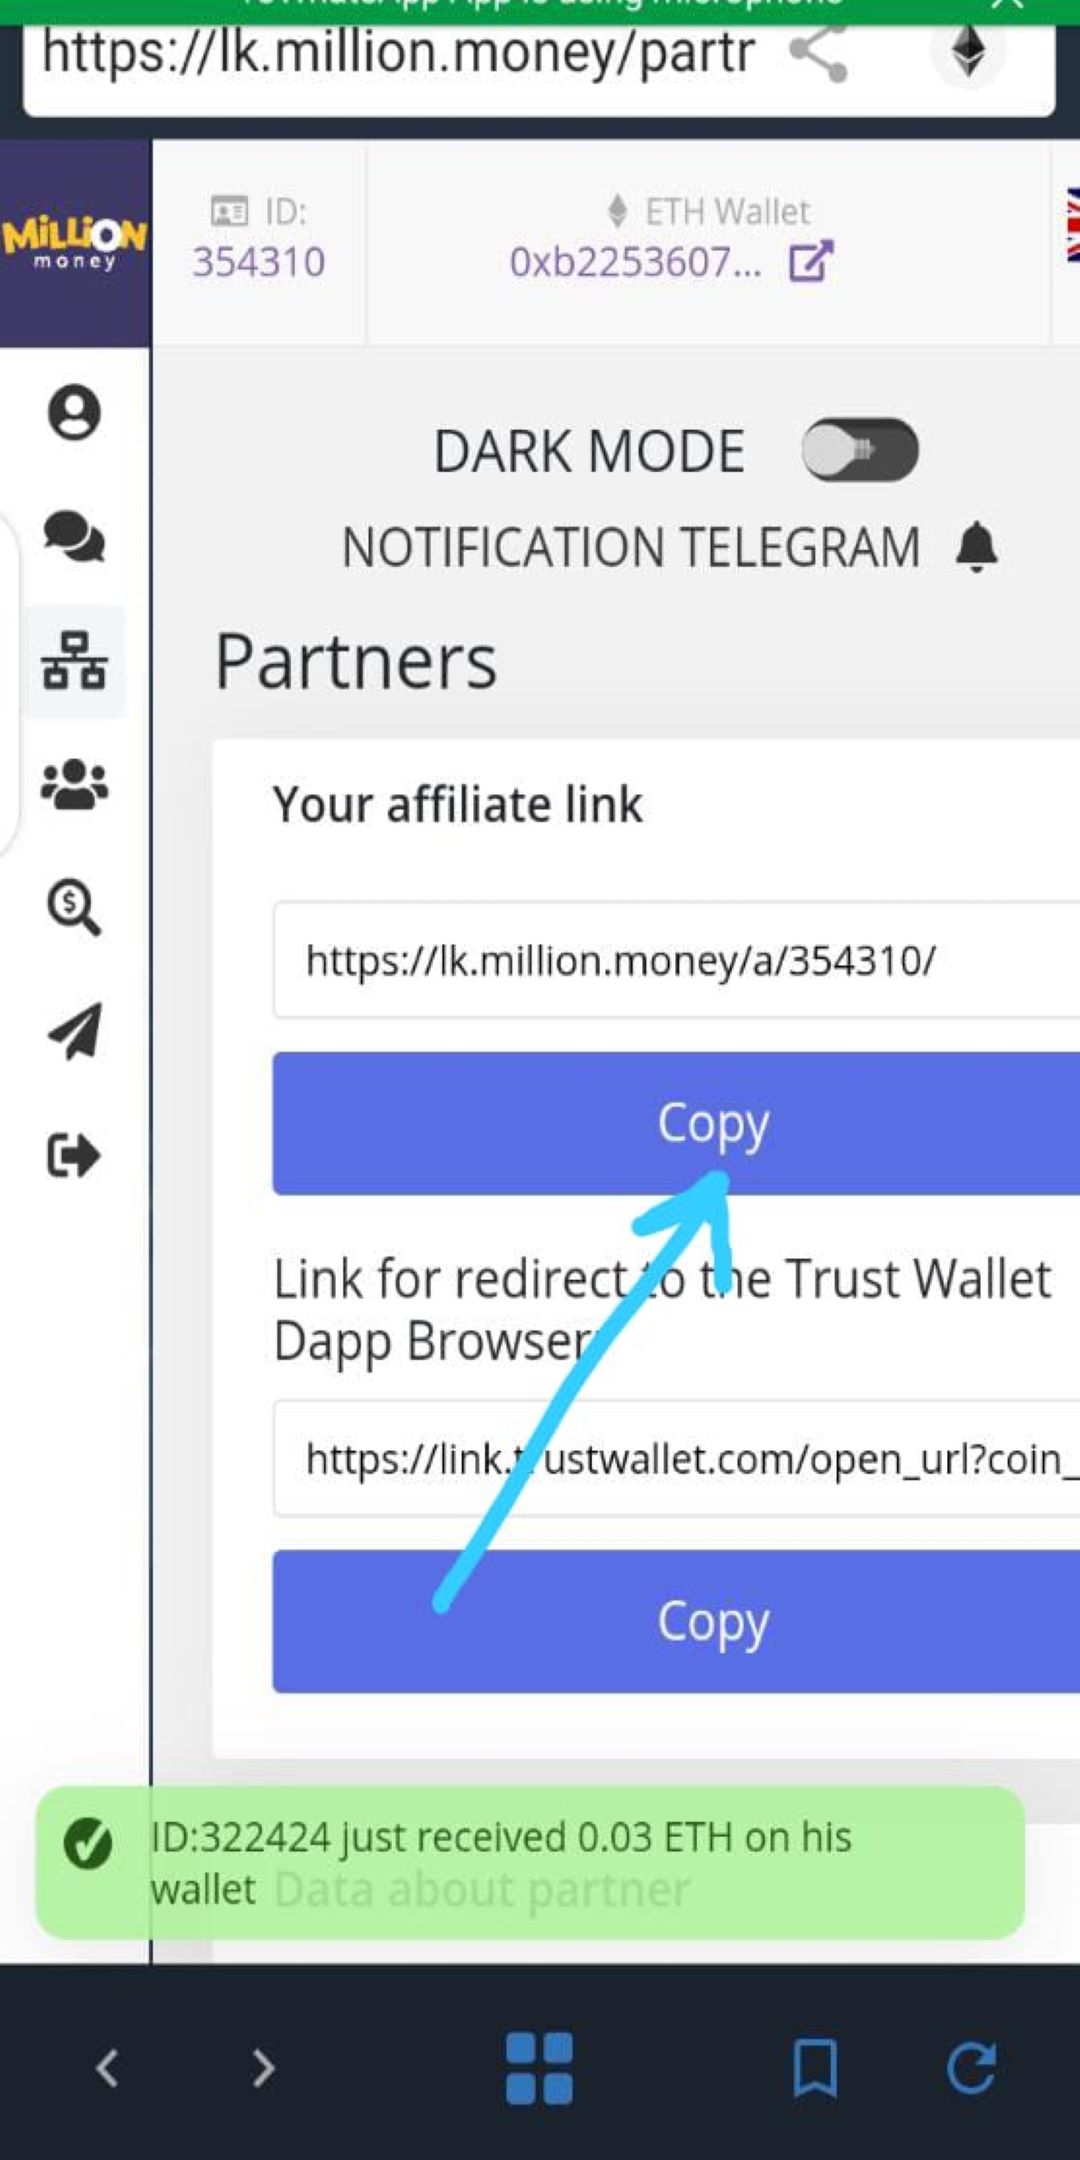 https://lk.million.money/partr
MiLLiON
money
ID:
354310
ETH Wallet
0xb2253607...
DARK MODE
NOTIFICATION TELEGRAM
Partners
Your affiliate link
https://lk.million.money/a/354310/
Copy
Link for redirect to the Trust Wallet
Dapp Browser
https://link.trustwallet.com/open_url?coin_
Copy
ID:322424 just received 0.03 ETH on his
wallet
Data about partner